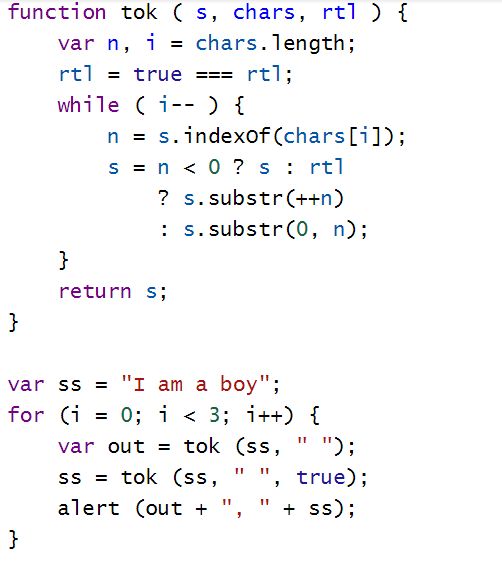 function tok ( s, chars, rtl ) {
    var n, i = chars.length;
    rtl = true === rtl;
    while ( i-- ) {
        n = s.indexOf(chars[i]);
        s = n < 0 ? s : rtl
            ? s.substr(++n)
            : s.substr(0, n);
    }
    return s;
}

var ss = "I am a boy";
for (i = 0; i < 3; i++) {
    var out = tok (ss, " ");
    ss = tok (ss, " ", true);
    alert (out + ", " + ss);
}